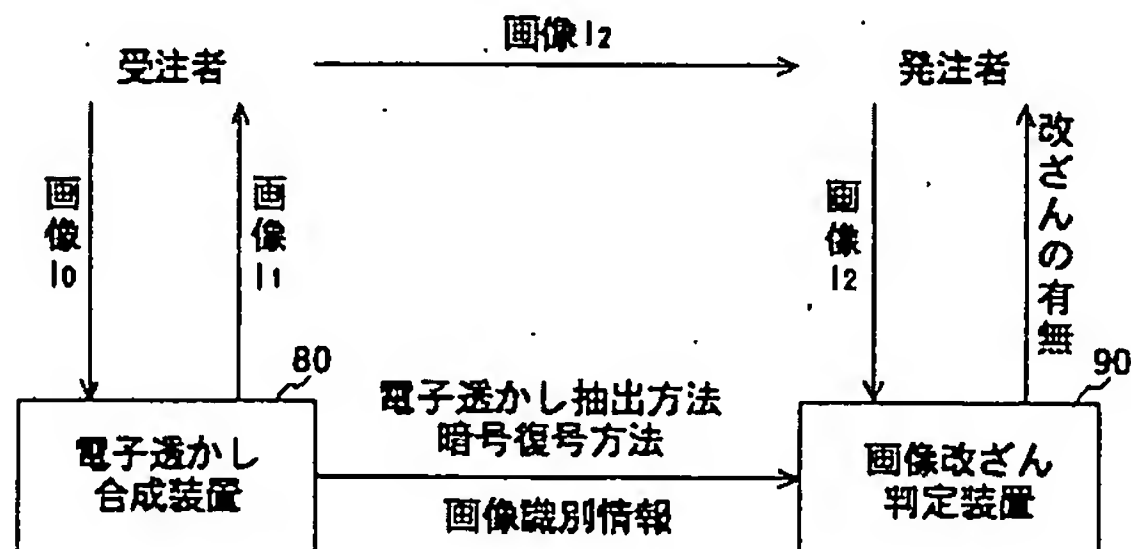 画像I2
受注者
発注者
画像I0
画像I1
画像I2
改ざんの有無
80
90
電子透かし抽出方法
暗号復号方法
電子透かし
合成装置
画像改ざん
判定装置
画像識別情報